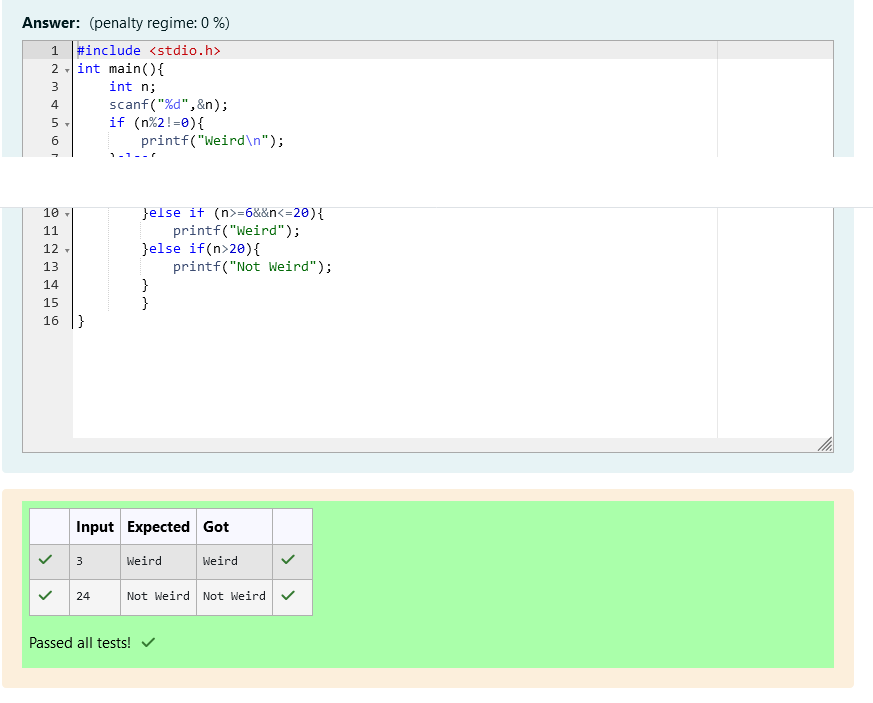 Answer: (penalty regime: 0 %)
1 #include <stdio.h>
2 int main(){
3 int n;
4 scanf("%d",&n);
5 if (n%2!=0){
6 printf("Weird\n");
7 }else{
10 }else if (n>=6&&n<=20){
11 printf("Weird");
12 }else if(n>20){
13 printf("Not Weird");
14 }
15 }
16 }
Input Expected Got
3 Weird Weird
24 Not Weird Not Weird
Passed all tests!